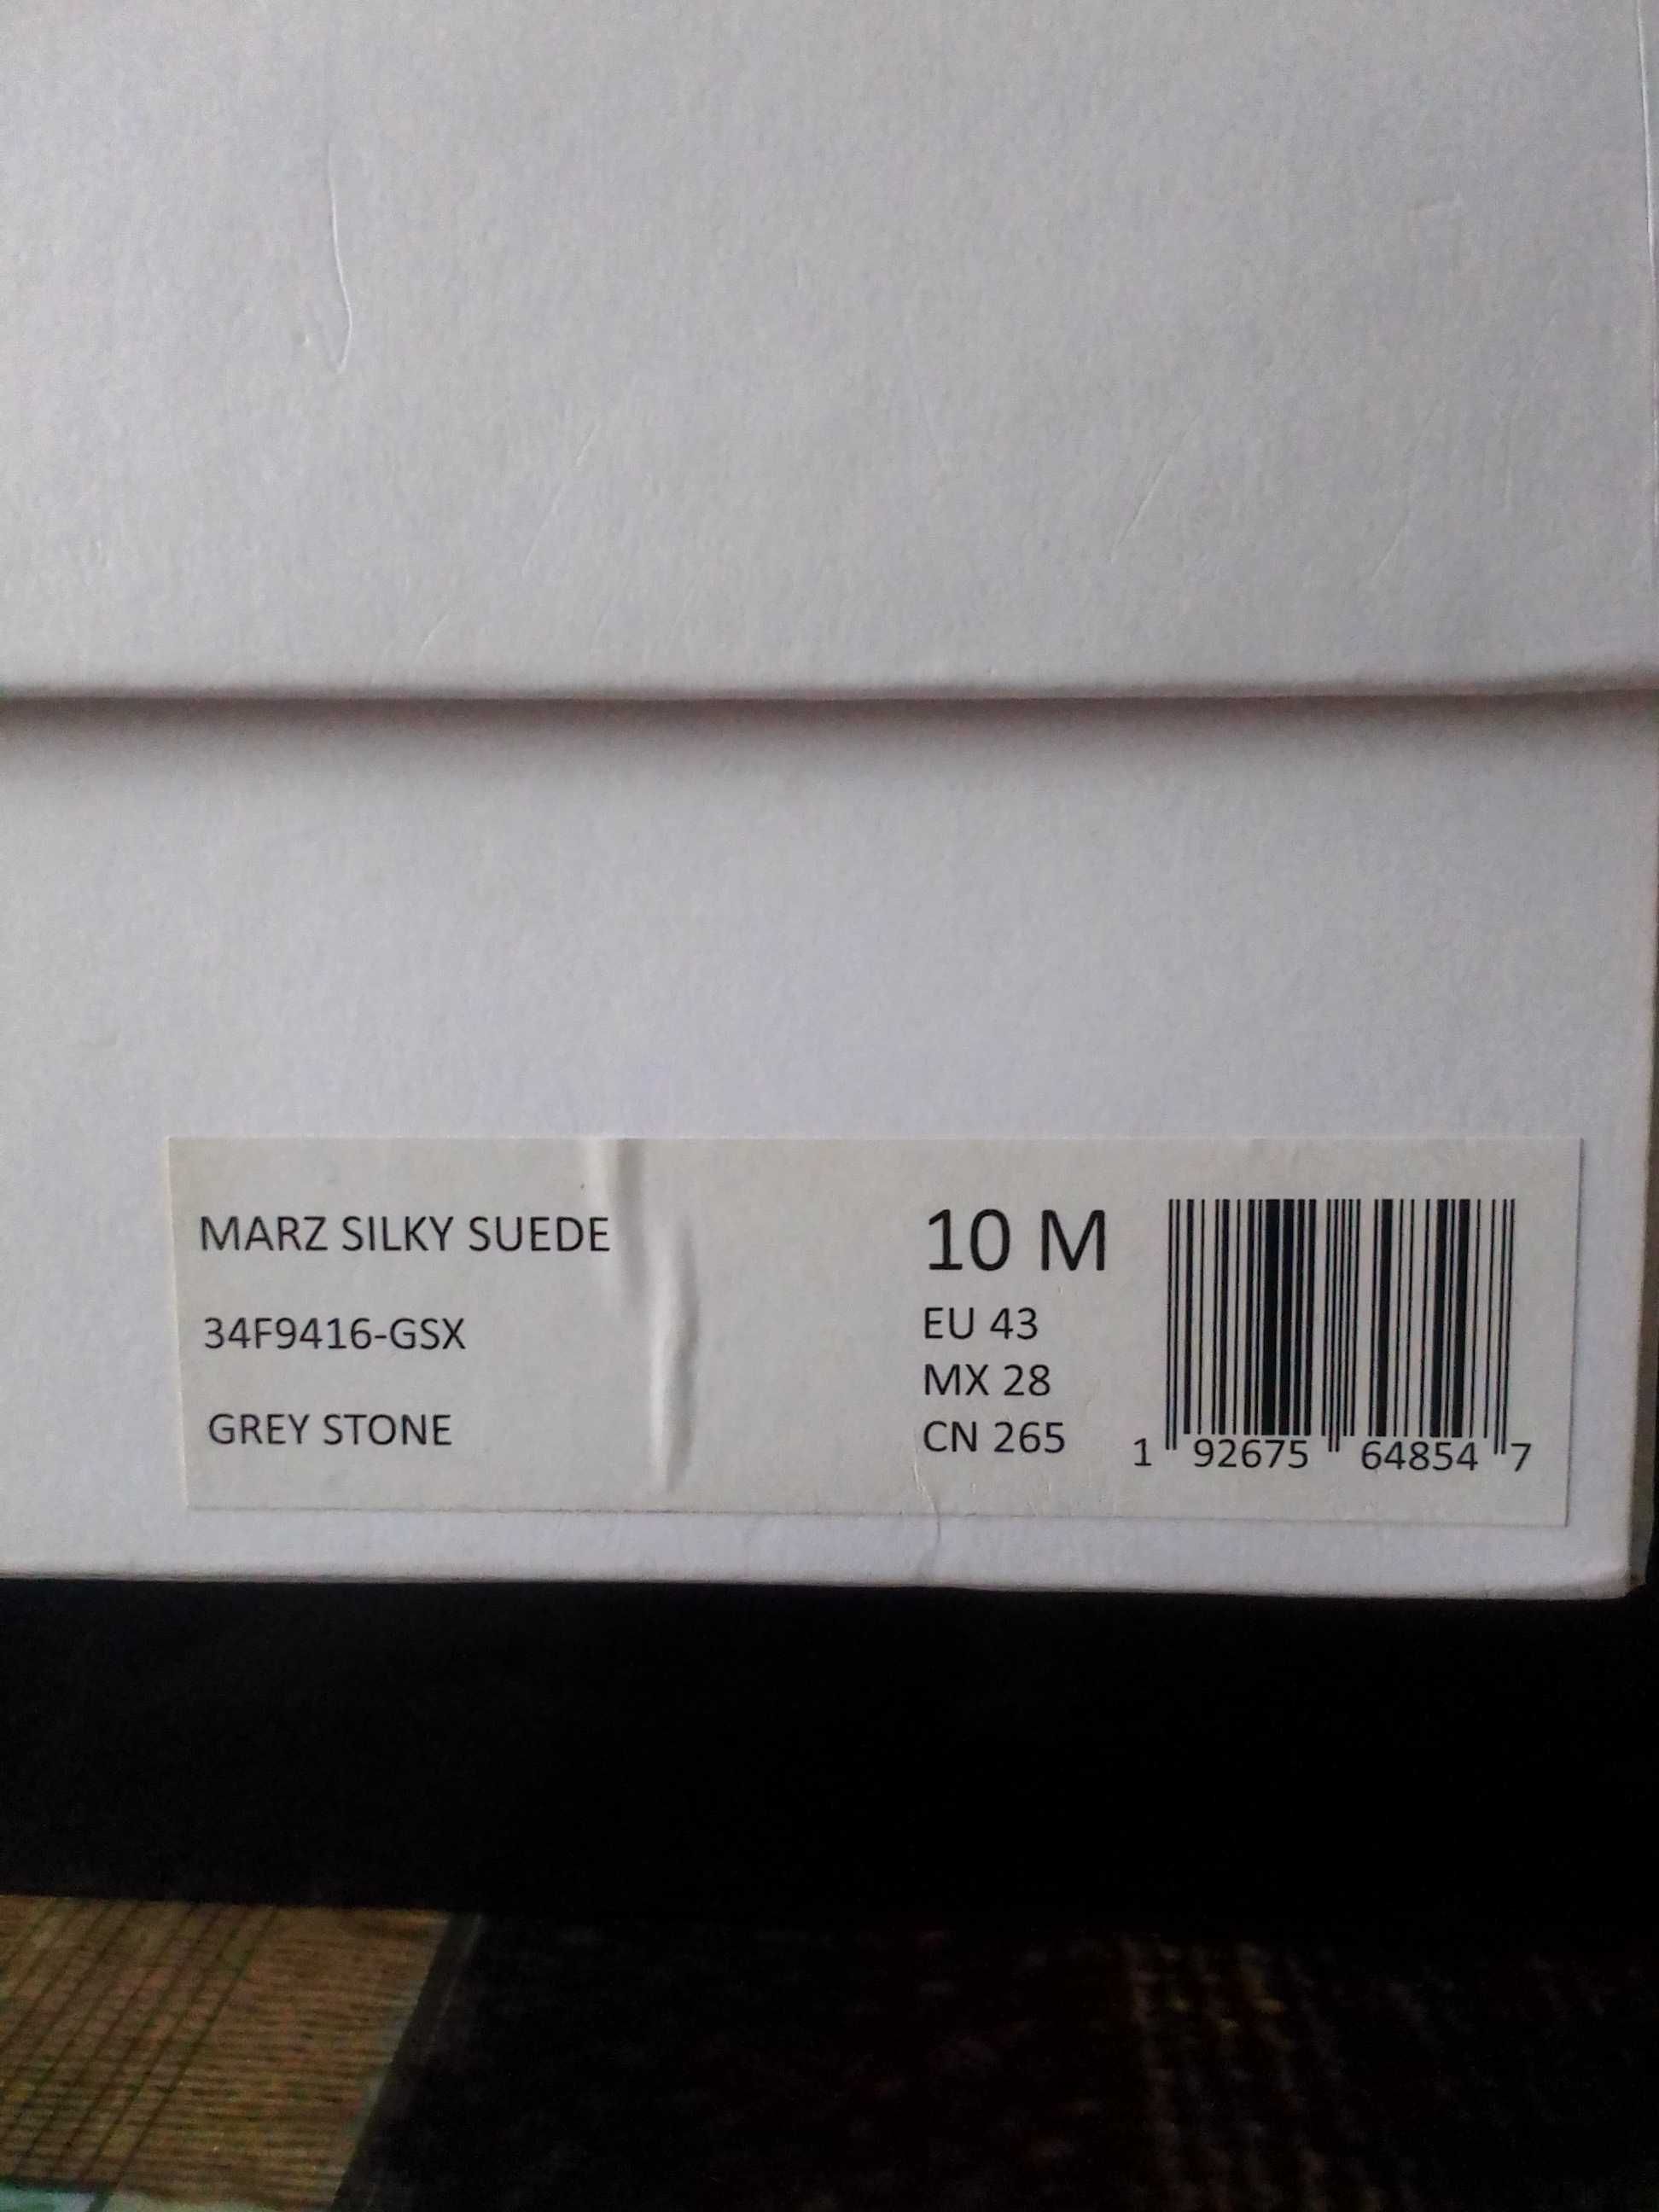 MARZ SILKY SUEDE
34F9416-GSX
GREY STONE
10 M
EU 43
MX 28
CN 265
1 92675 64854 7